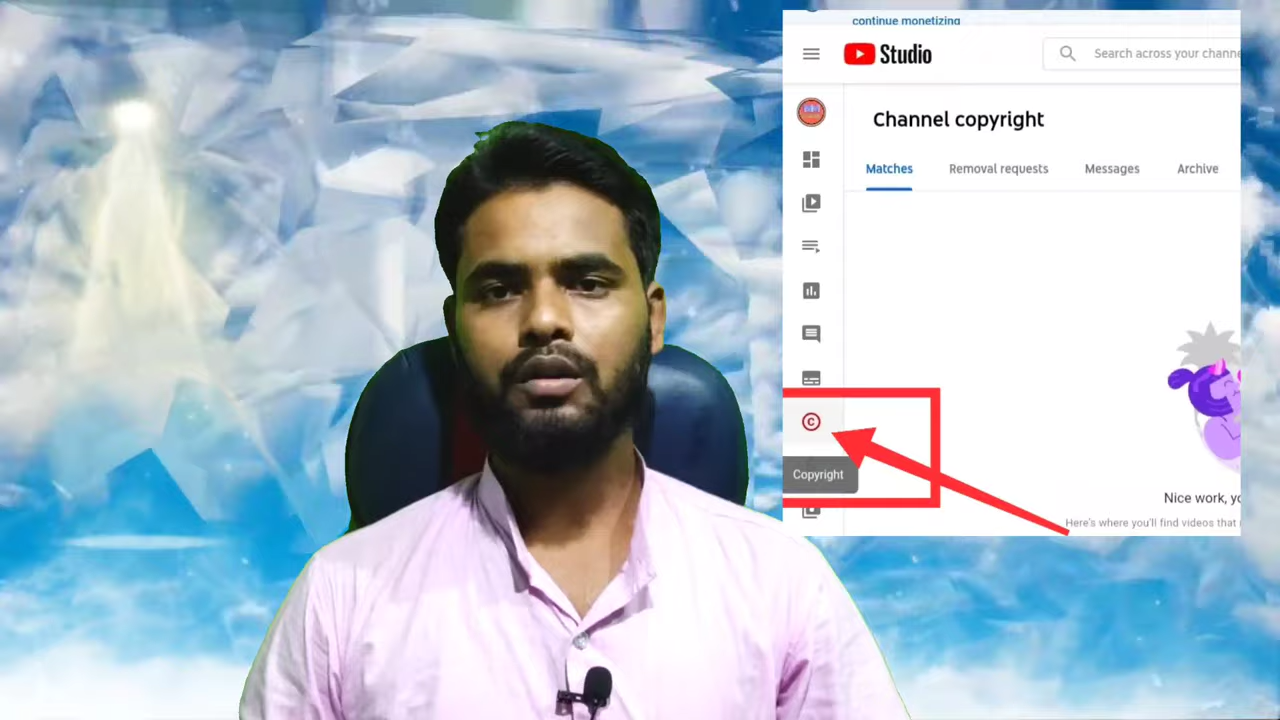 continue monetizing
Studio
Search across your channe
Channel copyright
Matches Removal requests Messages Archive
C
Copyright
Nice work, yo
Here's where you'll find videos that